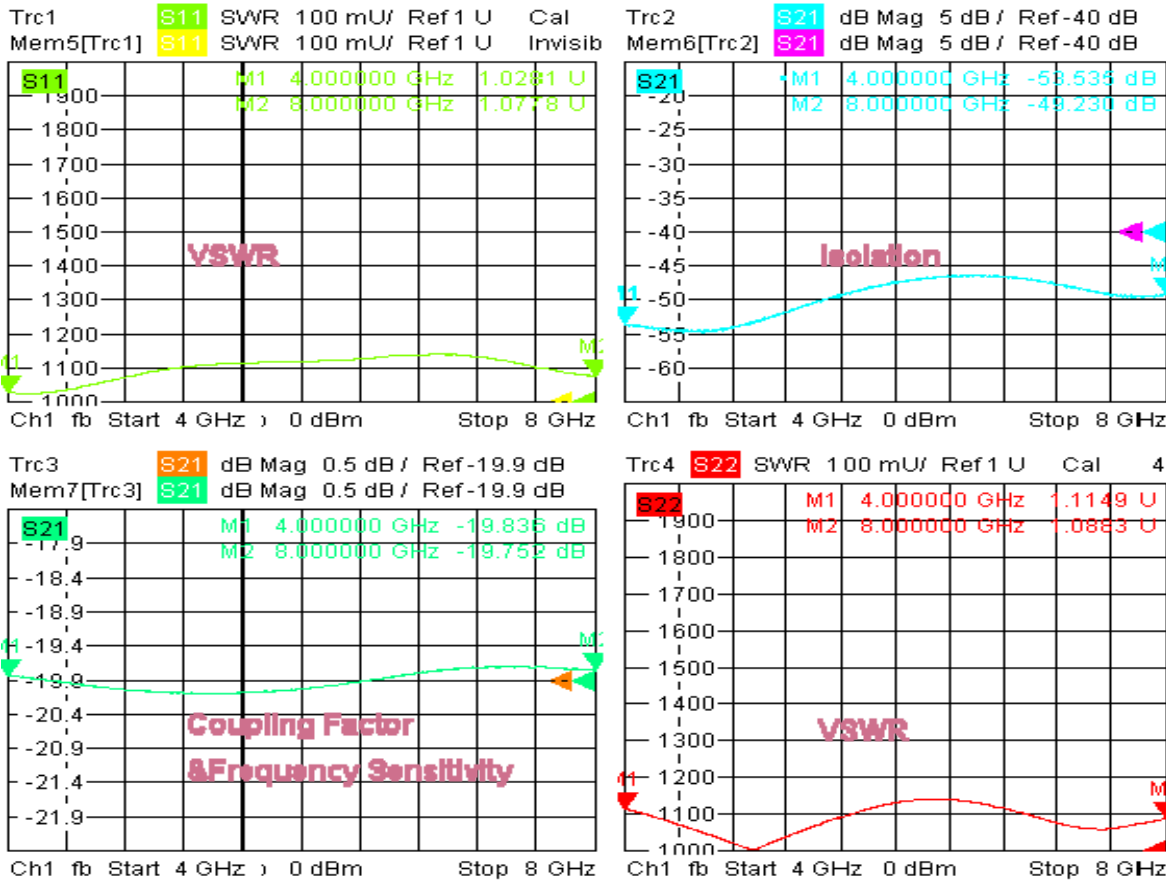 Trc1 S11 SWR 100 mU/ Ref 1 U Cal
Mem5[Trc1] S11 SWR 100 mU/ Ref 1 U Invisib
S11
M1 4.000000 GHz 1.0281 U
M2 8.000000 GHz 1.0778 U
1900
1800
1700
1600
1500
1400
1300
1200
1100
1000
VSWR
M1
M2
Ch1 fb Start 4 GHz 0 dBm Stop 8 GHz
Trc2 S21 dB Mag 5 dB / Ref -40 dB
Mem6[Trc2] S21 dB Mag 5 dB / Ref -40 dB
S21
M1 4.000000 GHz -53.535 dB
M2 8.000000 GHz -49.230 dB
-20
-25
-30
-35
-40
-45
-50
-55
-60
Isolation
M
Ch1 fb Start 4 GHz 0 dBm Stop 8 GHz
Trc3 S21 dB Mag 0.5 dB / Ref -19.9 dB
Mem7[Trc3] S21 dB Mag 0.5 dB / Ref -19.9 dB
S21
M1 4.000000 GHz -19.836 dB
M2 8.000000 GHz -19.752 dB
-17.9
-18.4
-18.9
-19.4
-19.9
-20.4
-20.9
-21.4
-21.9
Coupling Factor
&Frequency Sensitivity
Ch1 fb Start 4 GHz 0 dBm Stop 8 GHz
Trc4 S22 SWR 100 mU/ Ref 1 U Cal 4
S22
M1 4.000000 GHz 1.1149 U
M2 8.000000 GHz 1.0883 U
1900
1800
1700
1600
1500
1400
1300
1200
1100
1000
VSWR
M
Ch1 fb Start 4 GHz 0 dBm Stop 8 GHz